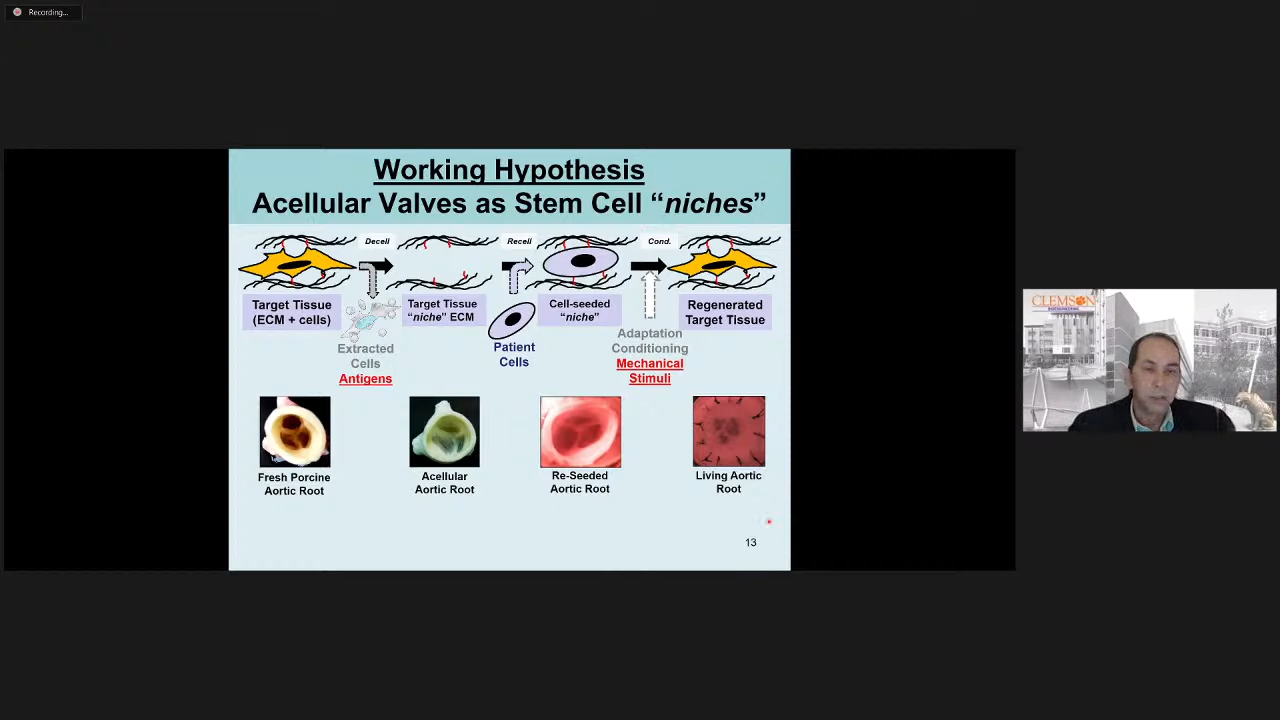 Recording...
Working Hypothesis
Acellular Valves as Stem Cell “niches”
Decell
Recell
Cond.
Target Tissue
(ECM + cells)
Target Tissue
“niche” ECM
Cell-seeded
“niche”
Regenerated
Target Tissue
Extracted
Cells
Antigens
Patient
Cells
Adaptation
Conditioning
Mechanical
Stimuli
Fresh Porcine
Aortic Root
Acellular
Aortic Root
Re-Seeded
Aortic Root
Living Aortic
Root
13
CLEMSON